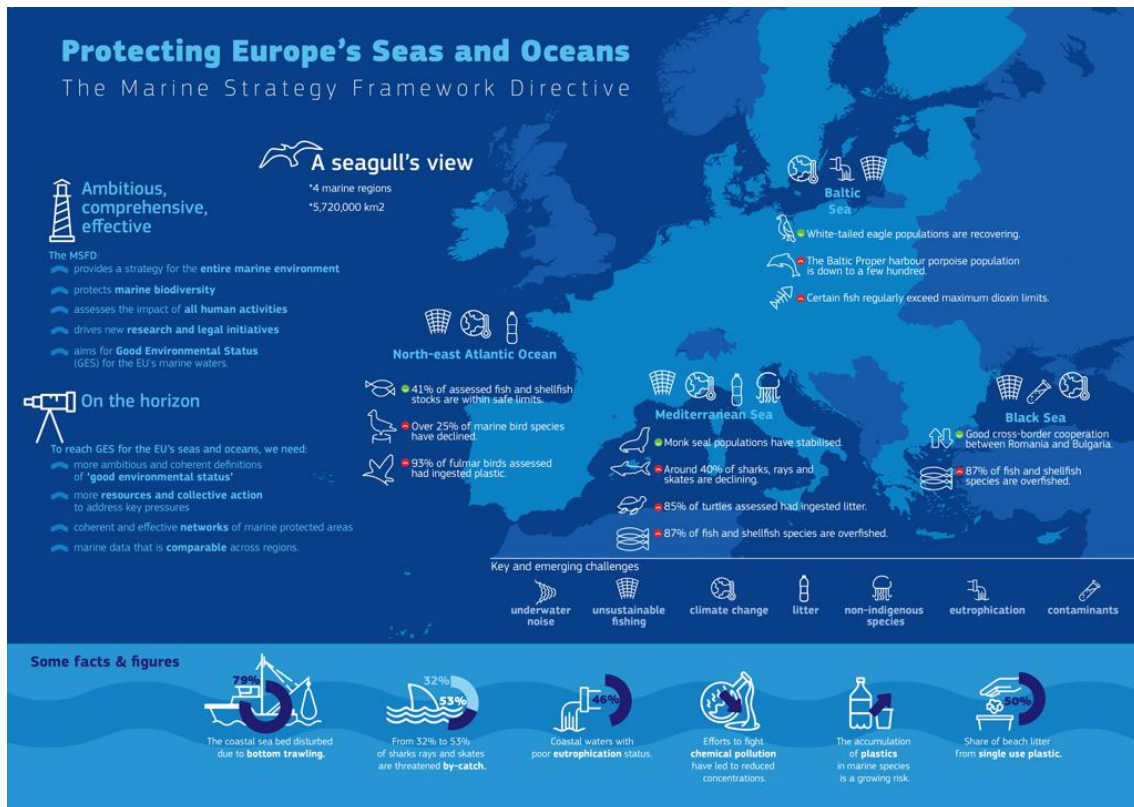 Protecting Europe's Seas and Oceans
The Marine Strategy Framework Directive
A seagull's view
*4 marine regions
*5,720,000 km2
Ambitious,
comprehensive,
effective
The MSFD:
provides a strategy for the entire marine environment
protects marine biodiversity
assesses the impact of all human activities
drives new research and legal initiatives
aims for Good Environmental Status
(GES) for the EU's marine waters.
On the horizon
To reach GES for the EU's seas and oceans, we need:
more ambitious and coherent definitions
of 'good environmental status'
more resources and collective action
to address key pressures
coherent and effective networks of marine protected areas
marine data that is comparable across regions.
Baltic
Sea
White-tailed eagle populations are recovering.
The Baltic Proper harbour porpoise population
is down to a few hundred.
Certain fish regularly exceed maximum dioxin limits.
North-east Atlantic Ocean
41% of assessed fish and shellfish
stocks are within safe limits.
Over 25% of marine bird species
have declined.
93% of fulmar birds assessed
had ingested plastic.
Mediterranean Sea
Monk seal populations have stabilised.
Around 40% of sharks, rays and
skates are declining.
85% of turtles assessed had ingested litter.
87% of fish and shellfish species are overfished.
Black Sea
Good cross-border cooperation
between Romania and Bulgaria.
87% of fish and shellfish
species are overfished.
Key and emerging challenges
underwater
noise
unsustainable
fishing
climate change
litter
non-indigenous
species
eutrophication
contaminants
Some facts & figures
79%
The coastal sea bed disturbed
due to bottom trawling.
32%
53%
From 32% to 53%
of sharks rays and skates
are threatened by-catch.
46%
Coastal waters with
poor eutrophication status.
Efforts to fight
chemical pollution
have led to reduced
concentrations.
The accumulation
of plastics
in marine species
is a growing risk.
50%
Share of beach litter
from single use plastic.